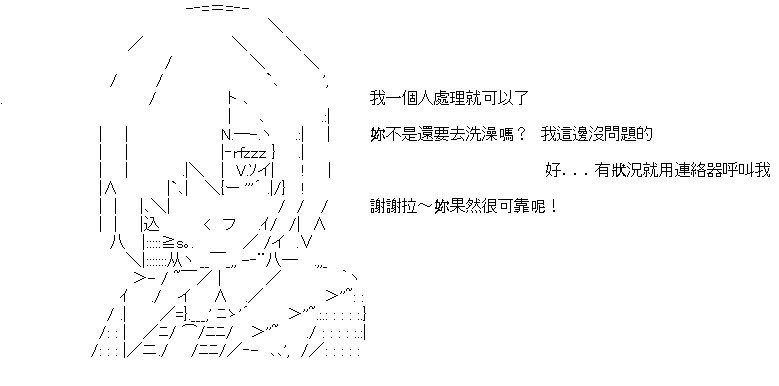 我一個人處理就可以了
妳不是還要去洗澡嗎？ 我這邊沒問題的
好...有狀況就用連絡器呼叫我
謝謝拉～妳果然很可靠呢！